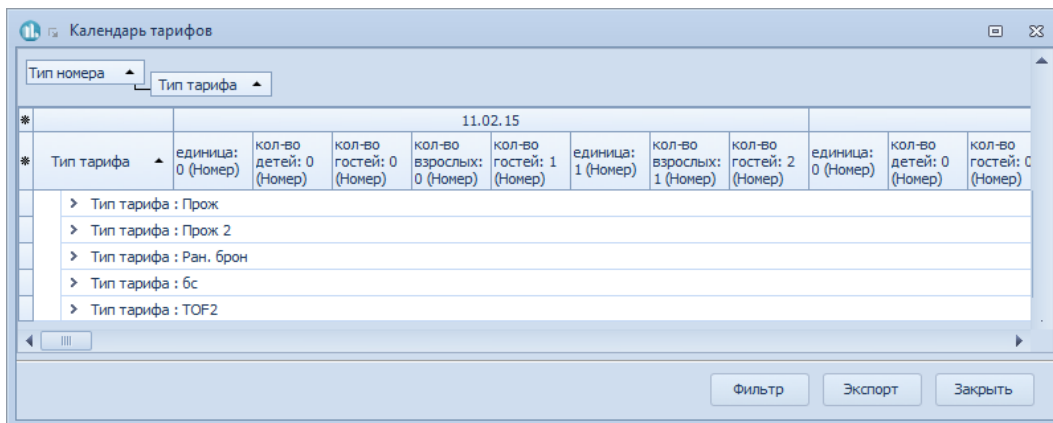 Календарь тарифов
Тип номера
Тип тарифа
11.02.15
Тип тарифа
единица: 0 (Номер)
кол-во детей: 0 (Номер)
кол-во гостей: 0 (Номер)
кол-во взрослых: 0 (Номер)
кол-во гостей: 1 (Номер)
единица: 1 (Номер)
кол-во взрослых: 1 (Номер)
кол-во гостей: 2 (Номер)
единица: 0 (Номер)
кол-во детей: 0 (Номер)
кол-во гостей: 0 (Номер)
Тип тарифа : Прож
Тип тарифа : Прож 2
Тип тарифа : Ран. брон
Тип тарифа : бс
Тип тарифа : TOF2
Фильтр
Экспорт
Закрыть